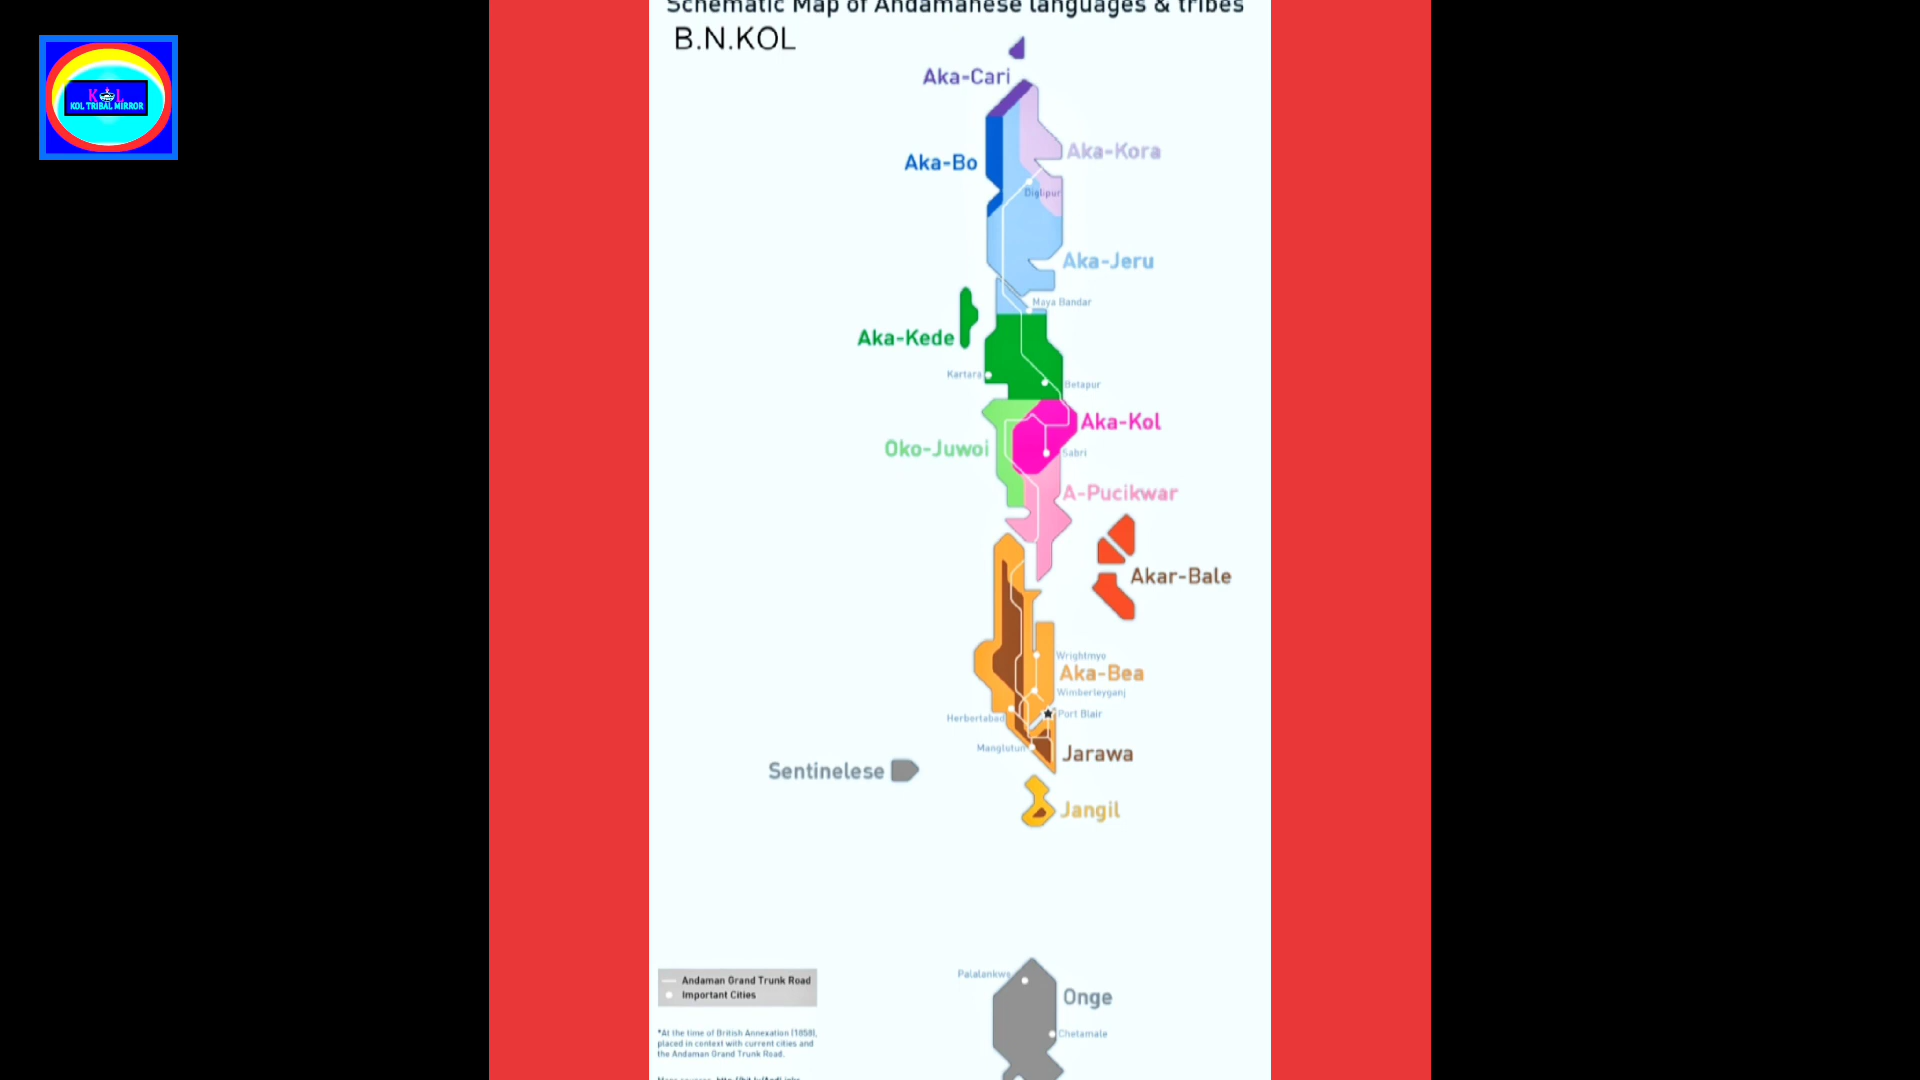 Schematic Map of Andamanese languages & tribes
B.N.KOL
KOL
KOL TRIBAL MIRROR
Aka-Cari
Aka-Kora
Aka-Bo
Diglipur
Aka-Jeru
Maya Bandar
Aka-Kede
Kartara
Betapur
Aka-Kol
Oko-Juwoi
Sabri
A-Pucikwar
Akar-Bale
Wrightmyo
Aka-Bea
Wimberleyganj
Port Blair
Herbertabad
Manglutun
Jarawa
Sentinelese
Jangil
Palalankwe
Andaman Grand Trunk Road
Important Cities
Onge
*At the time of British Annexation (1858),
placed in context with current cities and
the Andaman Grand Trunk Road.
Chetamale